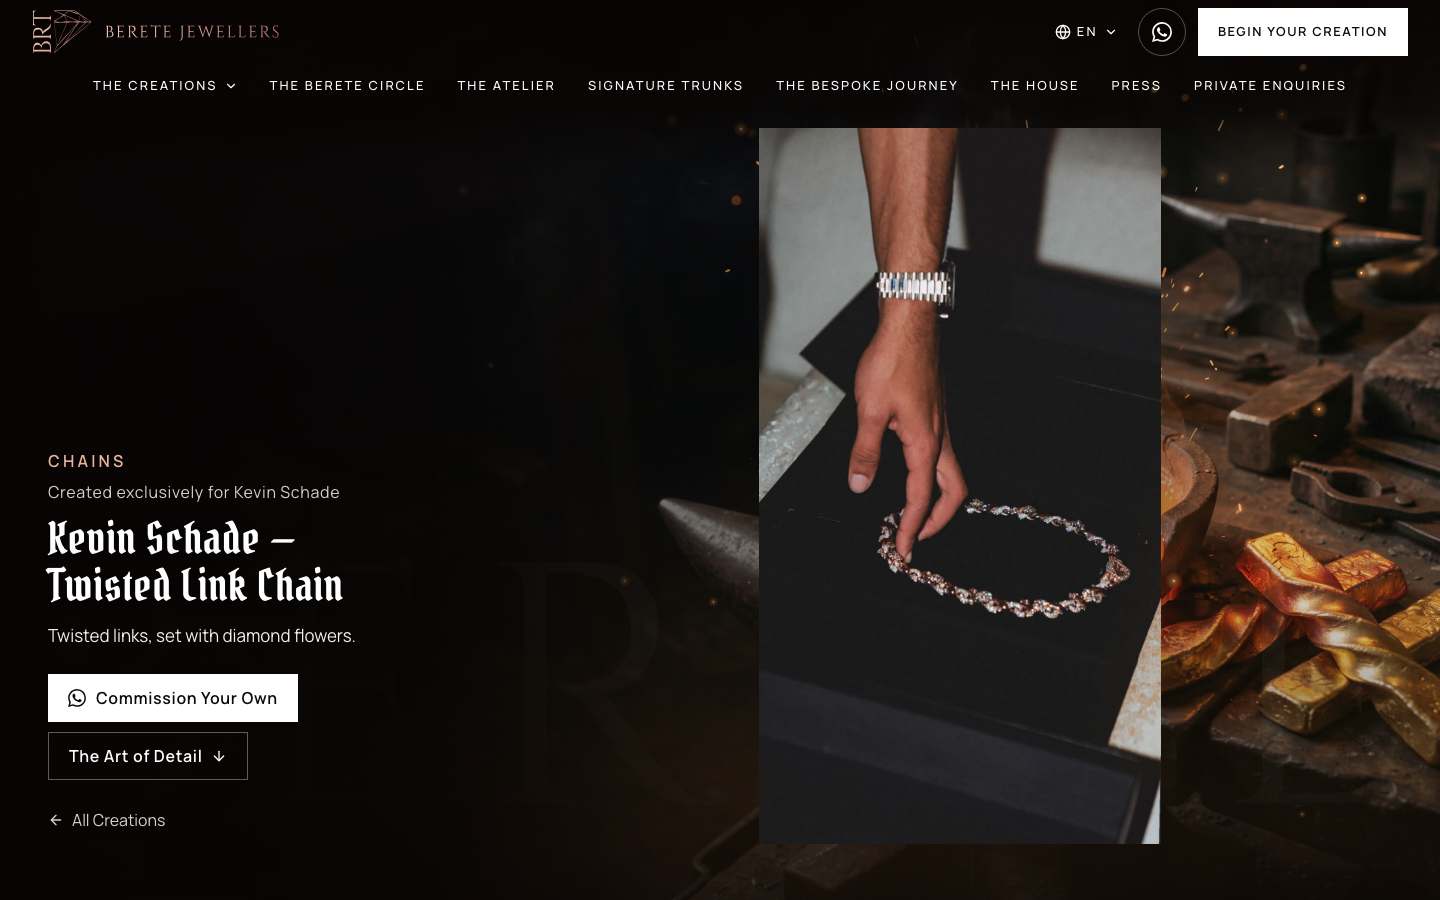 BRT
BERETE JEWELLERS
EN
BEGIN YOUR CREATION
THE CREATIONS
THE BERETE CIRCLE
THE ATELIER
SIGNATURE TRUNKS
THE BESPOKE JOURNEY
THE HOUSE
PRESS
PRIVATE ENQUIRIES
CHAINS
Created exclusively for Kevin Schade
Kevin Schade —
Twisted Link Chain
Twisted links, set with diamond flowers.
Commission Your Own
The Art of Detail ↓
← All Creations